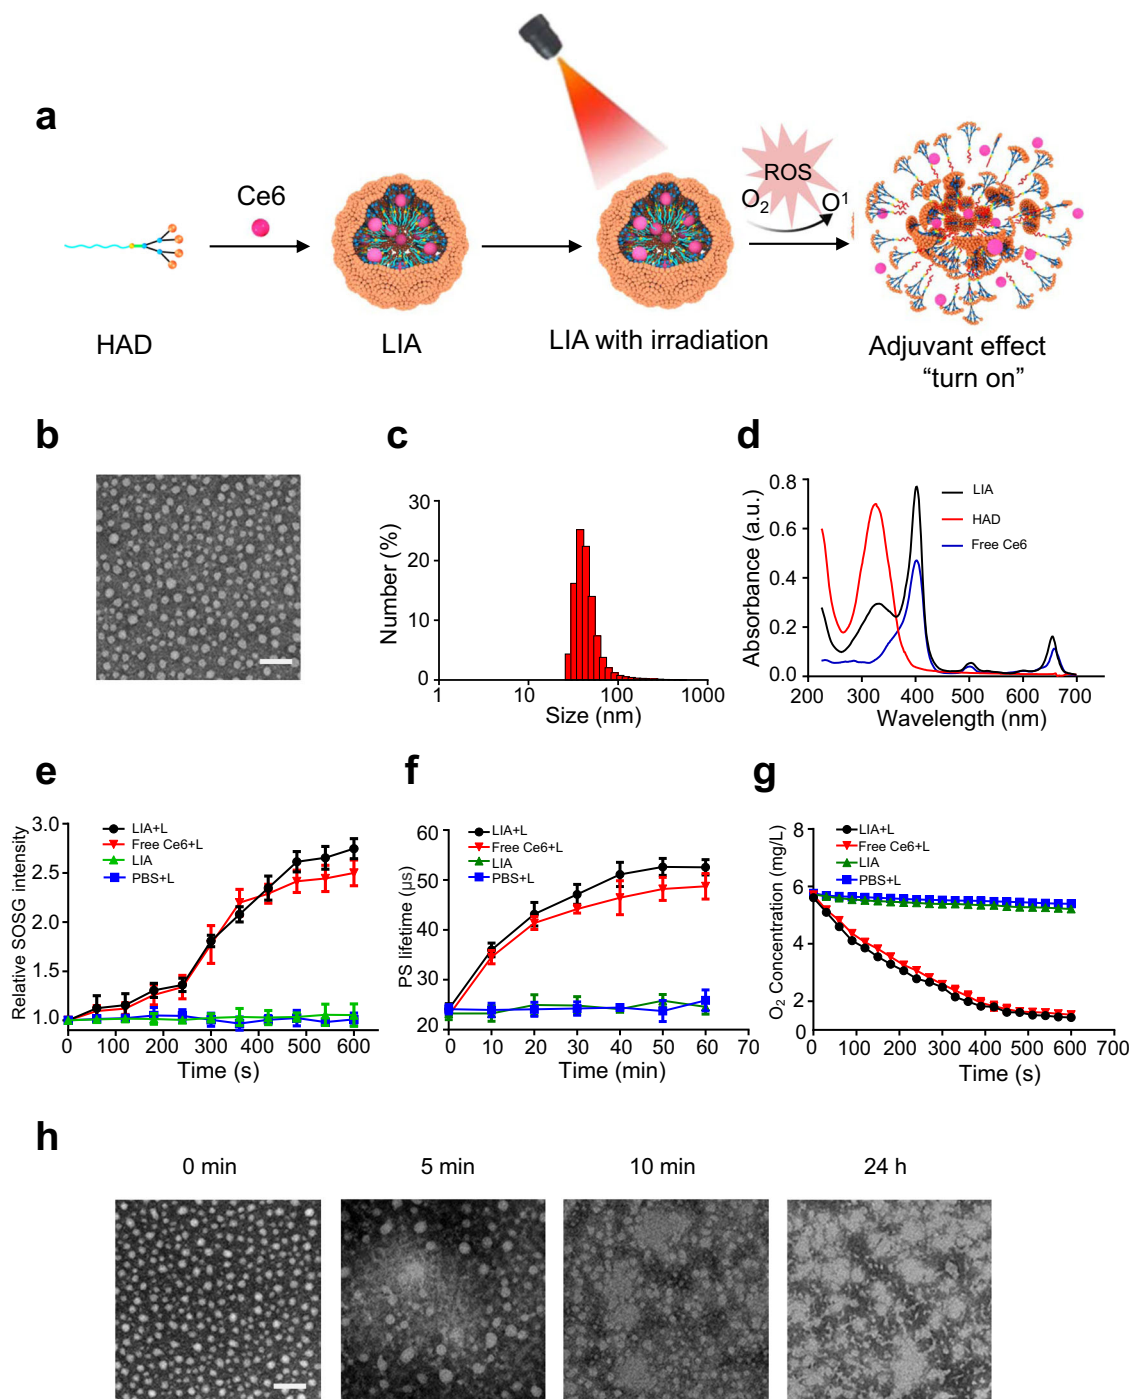 a
Ce6
ROS
O2
O1
HAD
LIA
LIA with irradiation
Adjuvant effect
“turn on”
b
c
Number (%)
30
20
10
0
1
10
100
1000
Size (nm)
d
Absorbance (a.u.)
0.8
0.6
0.4
0.2
0.0
200
300
400
500
600
700
Wavelength (nm)
LIA
HAD
Free Ce6
e
Relative SOSG intensity
3.0
2.5
2.0
1.5
1.0
0
100
200
300
400
500
600
Time (s)
LIA+L
Free Ce6+L
LIA
PBS+L
f
PS lifetime (µs)
60
50
40
30
20
0
10
20
30
40
50
60
70
Time (min)
LIA+L
Free Ce6+L
LIA
PBS+L
g
O2 Concentration (mg/L)
8
6
4
2
0
0
100
200
300
400
500
600
700
Time (s)
LIA+L
Free Ce6+L
LIA
PBS+L
h
0 min
5 min
10 min
24 h